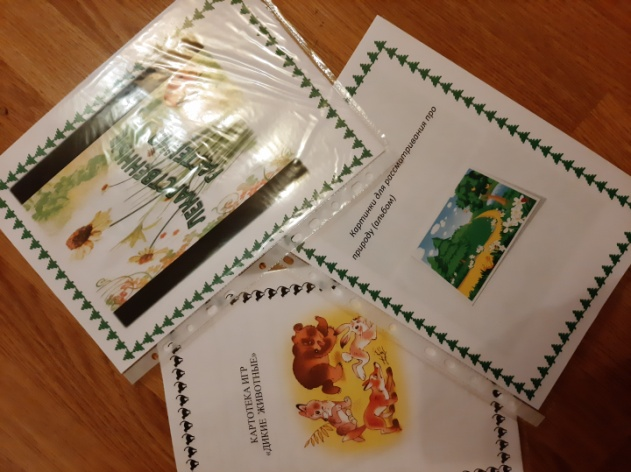 Картинки для рассматривания про
природу (альбом)
КАРТОТЕКА ИГР
«ДИКИЕ ЖИВОТНЫЕ»